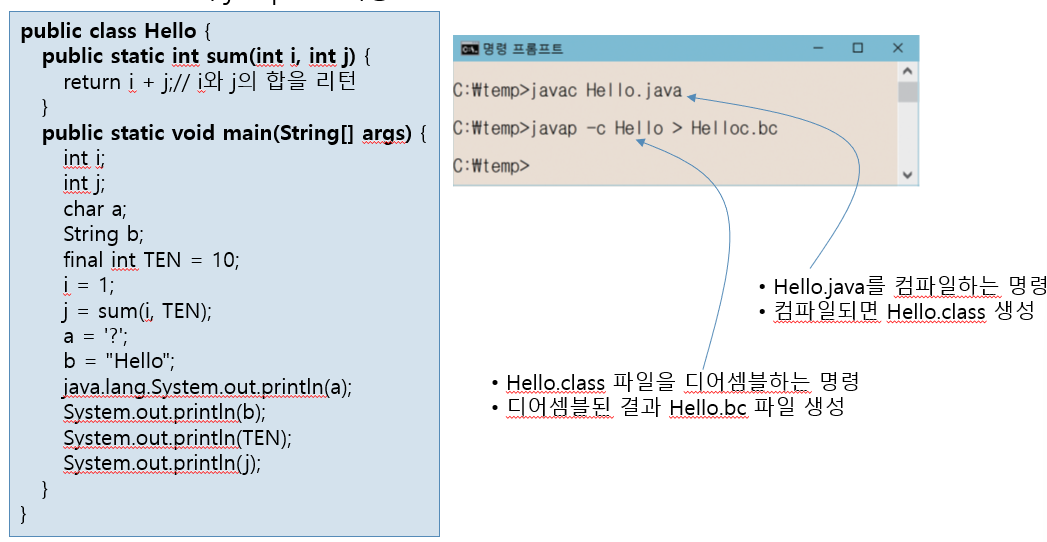 public class Hello {
public static int sum(int i, int j) {
return i + j;// i와 j의 합을 리턴
}
public static void main(String[] args) {
int i;
int j;
char a;
String b;
final int TEN = 10;
i = 1;
j = sum(i, TEN);
a = '?';
b = "Hello";
java.lang.System.out.println(a);
System.out.println(b);
System.out.println(TEN);
System.out.println(j);
}
}
명령 프롬프트
C:₩temp>javac Hello.java
C:₩temp>javap -c Hello > Helloc.bc
C:₩temp>
• Hello.java를 컴파일하는 명령
• 컴파일되면 Hello.class 생성
• Hello.class 파일을 디어셈블하는 명령
• 디어셈블된 결과 Hello.bc 파일 생성